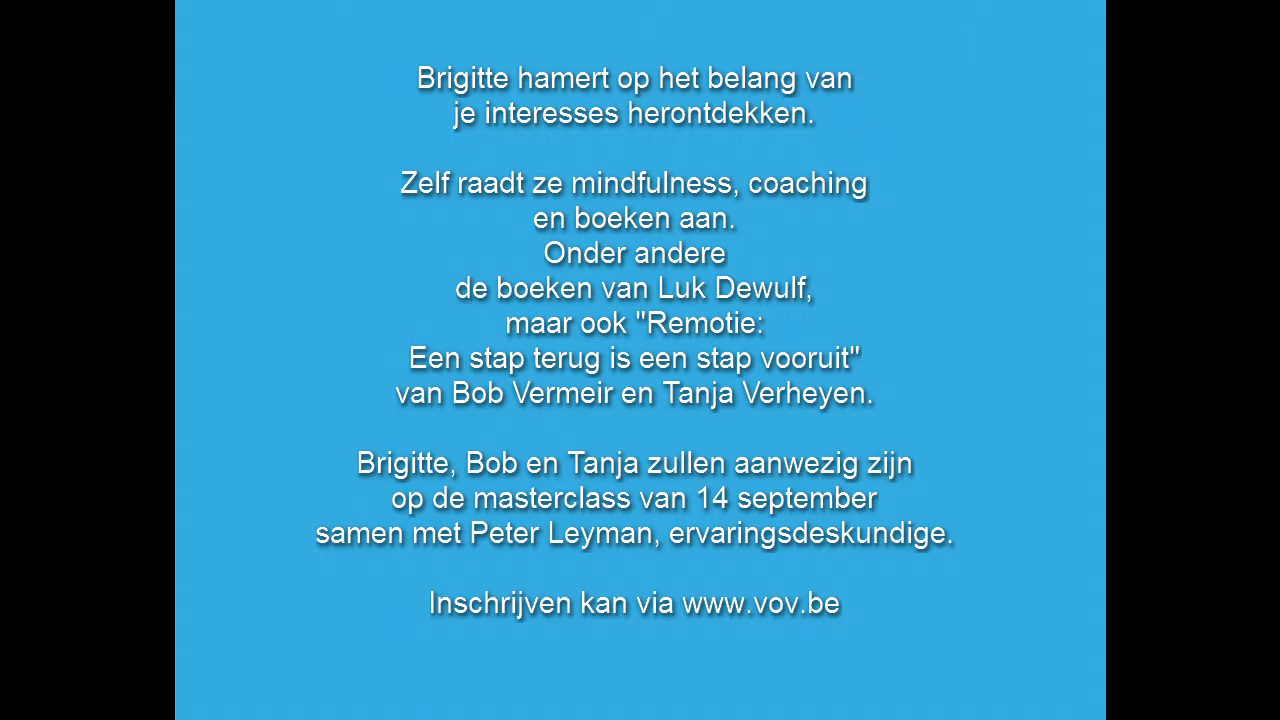 Brigitte hamert op het belang van
je interesses herontdekken.
Zelf raadt ze mindfulness, coaching
en boeken aan.
Onder andere
de boeken van Luk Dewulf,
maar ook "Remotie:
Een stap terug is een stap vooruit"
van Bob Vermeir en Tanja Verheyen.
Brigitte, Bob en Tanja zullen aanwezig zijn
op de masterclass van 14 september
samen met Peter Leyman, ervaringsdeskundige.
Inschrijven kan via www.vov.be